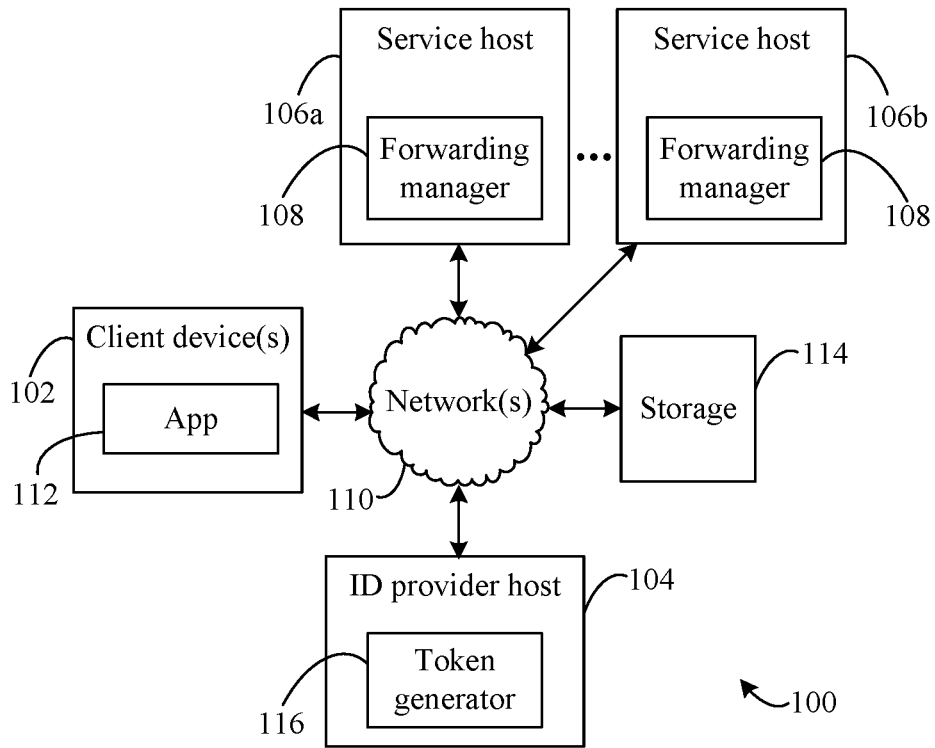 Service host
Service host
106a
106b
Forwarding
manager
...
Forwarding
manager
108
108
Client device(s)
102
App
112
Network(s)
110
Storage
114
ID provider host
104
Token
generator
116
100